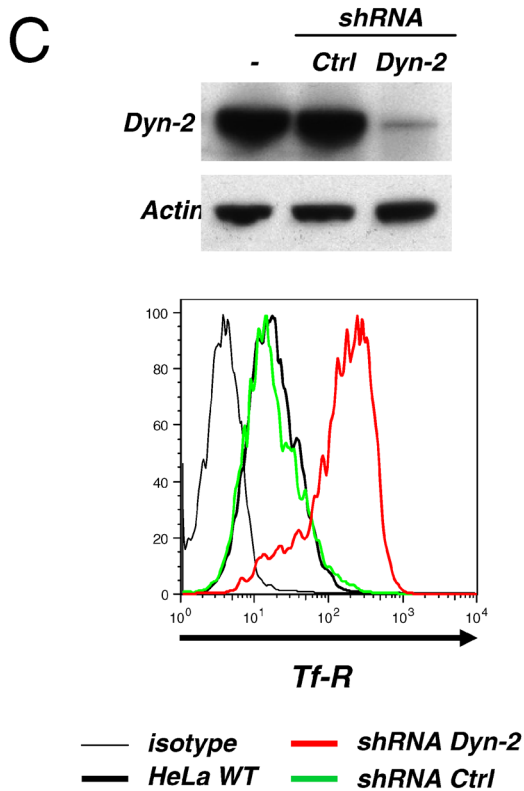 C
shRNA
- Ctrl Dyn-2
Dyn-2
Actin
100
80
60
40
20
0
10^0 10^1 10^2 10^3 10^4
Tf-R
isotype shRNA Dyn-2
HeLa WT shRNA Ctrl